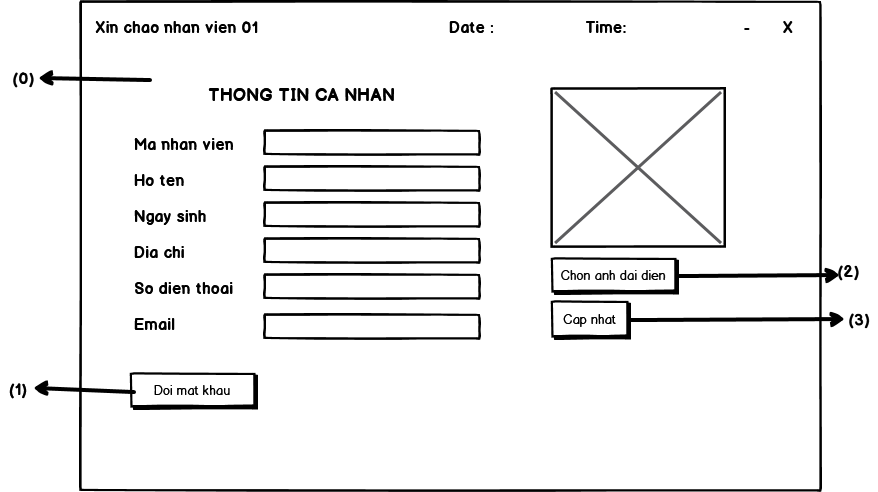 Xin chao nhan vien 01 Date : Time: - X
(0)
THONG TIN CA NHAN
Ma nhan vien
Ho ten
Ngay sinh
Dia chi
So dien thoai
Email
Chon anh dai dien
(2)
Cap nhat
(3)
(1)
Doi mat khau